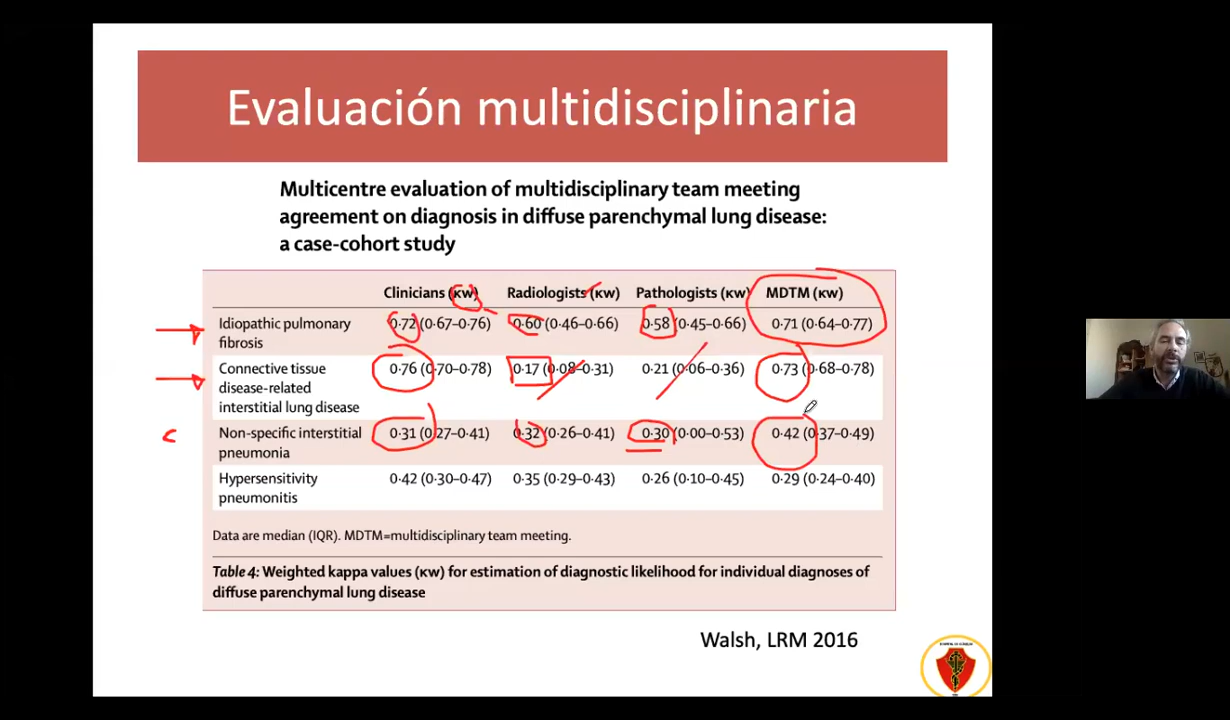 Evaluación multidisciplinaria
Multicentre evaluation of multidisciplinary team meeting
agreement on diagnosis in diffuse parenchymal lung disease:
a case-cohort study
Clinicians (κw) Radiologists (κw) Pathologists (κw) MDTM (κw)
Idiopathic pulmonary 0·72 (0·67–0·76) 0·60 (0·46–0·66) 0·58 (0·45–0·66) 0·71 (0·64–0·77)
fibrosis
Connective tissue 0·76 (0·70–0·78) 0·17 (0·08–0·31) 0·21 (0·06–0·36) 0·73 (0·68–0·78)
disease-related
interstitial lung disease
Non-specific interstitial 0·31 (0·27–0·41) 0·32 (0·26–0·41) 0·30 (0·00–0·53) 0·42 (0·37–0·49)
pneumonia
Hypersensitivity 0·42 (0·30–0·47) 0·35 (0·29–0·43) 0·26 (0·10–0·45) 0·29 (0·24–0·40)
pneumonitis
Data are median (IQR). MDTM=multidisciplinary team meeting.
Table 4: Weighted kappa values (κw) for estimation of diagnostic likelihood for individual diagnoses of
diffuse parenchymal lung disease
Walsh, LRM 2016